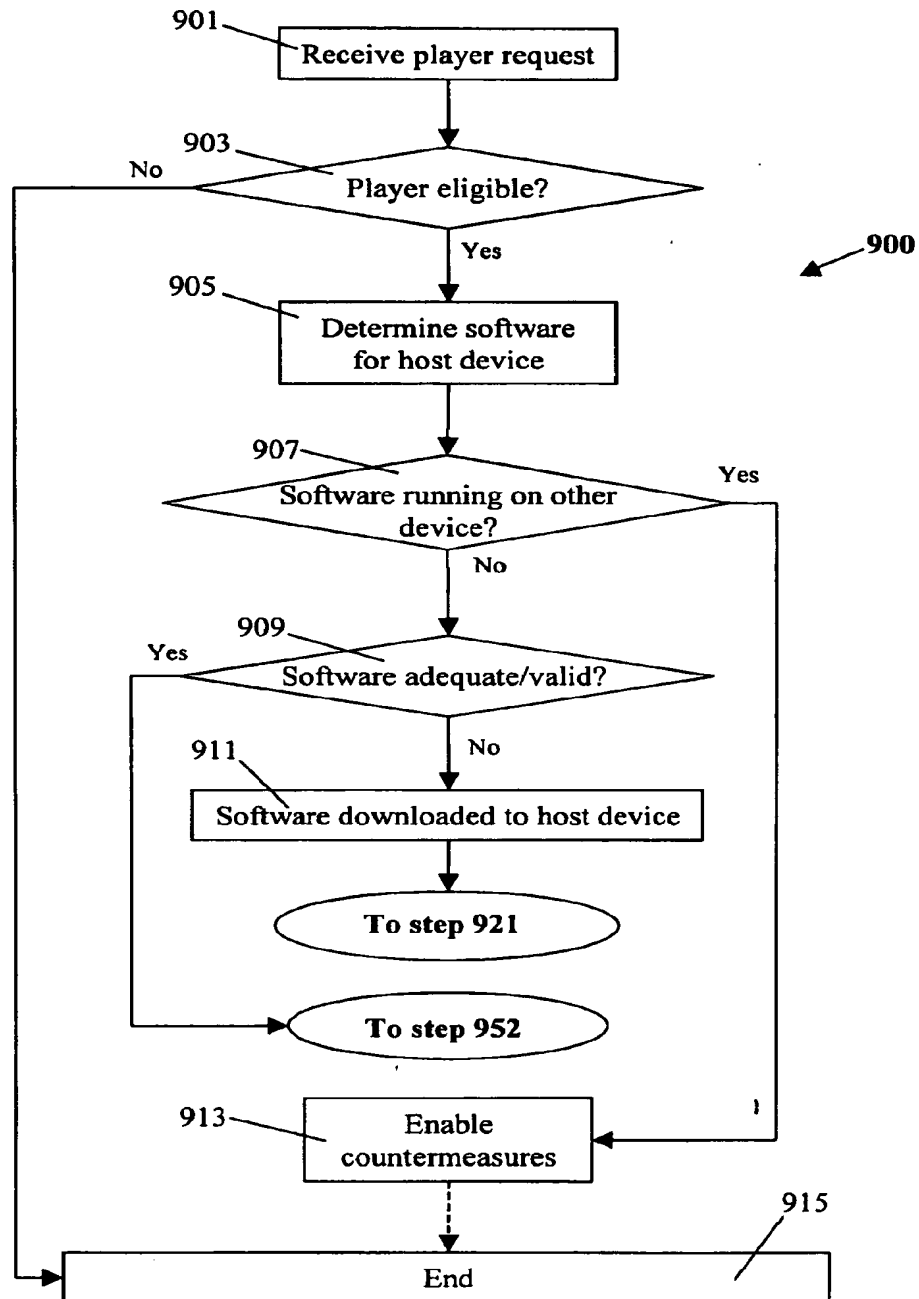 901
Receive player request
903
No
Player eligible?
Yes
900
905
Determine software
for host device
907
Yes
Software running on other
device?
No
909
Yes
Software adequate/valid?
No
911
Software downloaded to host device
To step 921
To step 952
913
Enable
countermeasures
915
End